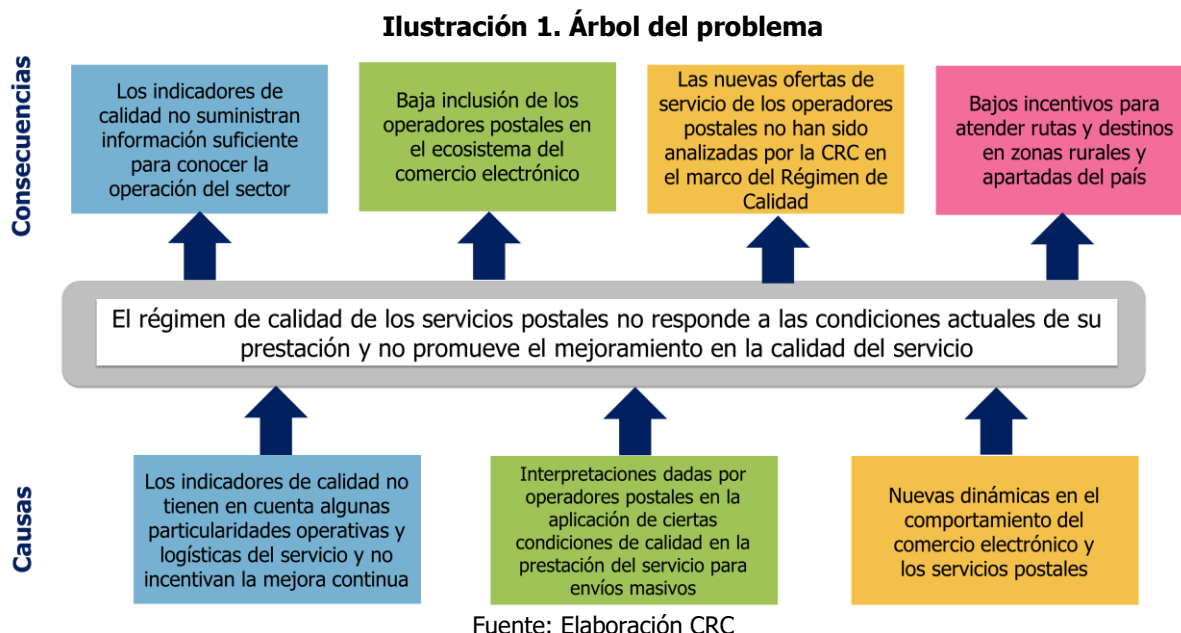 Ilustración 1. Árbol del problema
Consecuencias
Los indicadores de
calidad no suministran
información suficiente
para conocer la
operación del sector
Baja inclusión de los
operadores postales en
el ecosistema del
comercio electrónico
Las nuevas ofertas de
servicio de los operadores
postales no han sido
analizadas por la CRC en
el marco del Régimen de
Calidad
Bajos incentivos para
atender rutas y destinos
en zonas rurales y
apartadas del país
El régimen de calidad de los servicios postales no responde a las condiciones actuales de su
prestación y no promueve el mejoramiento en la calidad del servicio
Causas
Los indicadores de calidad no
tienen en cuenta algunas
particularidades operativas y
logísticas del servicio y no
incentivan la mejora continua
Interpretaciones dadas por
operadores postales en la
aplicación de ciertas
condiciones de calidad en la
prestación del servicio para
envíos masivos
Nuevas dinámicas en el
comportamiento del
comercio electrónico y
los servicios postales
Fuente: Elaboración CRC